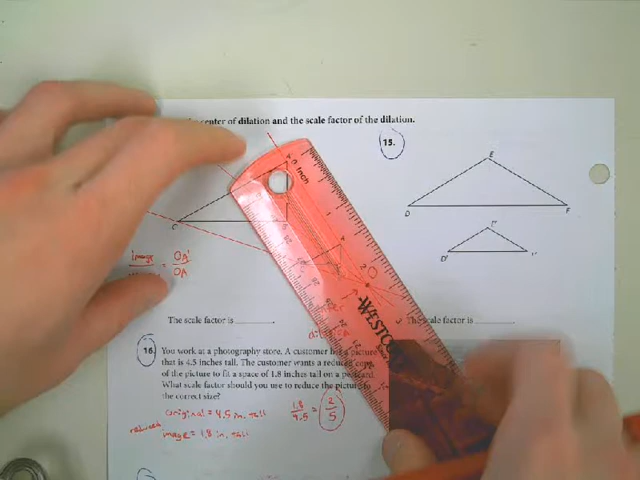 center of dilation and the scale factor of the dilation.
15.
E
D
F
C
E'
D'
inch
WESTCO
image = OA'
OA
The scale factor is
The scale factor is
16. You work at a photography store. A customer has a picture
that is 4.5 inches tall. The customer wants a reduced copy
of the picture to fit a space of 1.8 inches tall on a postcard.
What scale factor should you use to reduce the picture to
the correct size?
original = 4.5 in. tall
1.8/4.5 = 2/5
reduced
image = 1.8 in. tall